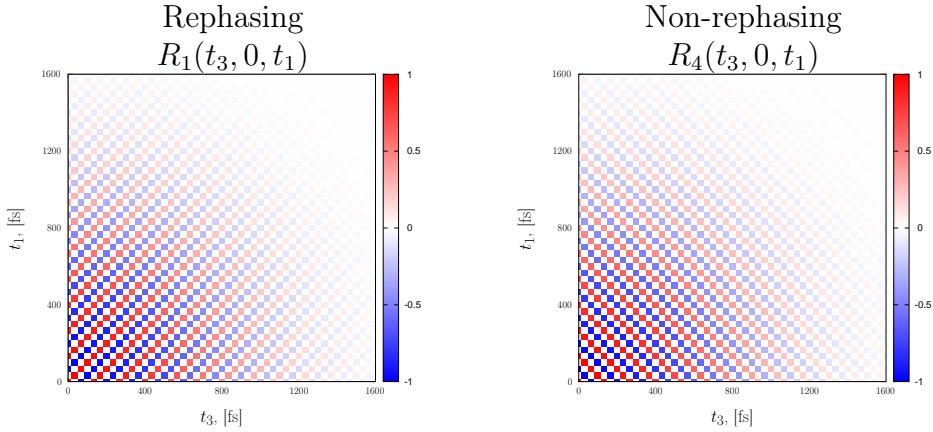 Rephasing
R₁(t₃, 0, t₁)
1600
1200
800
400
0
t₁, [fs]
0 400 800 1200 1600
t₃, [fs]
1
0.5
0
-0.5
-1
Non-rephasing
R₄(t₃, 0, t₁)
1600
1200
800
400
0
t₁, [fs]
0 400 800 1200 1600
t₃, [fs]
1
0.5
0
-0.5
-1